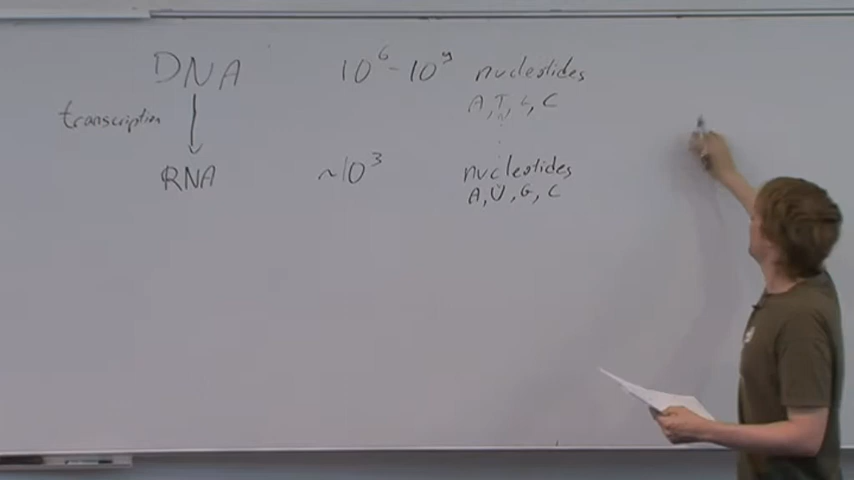 DNA 10^6 - 10^9 nucleotides
A, T, G, C
transcription
RNA ~10^3 nucleotides
A, U, G, C